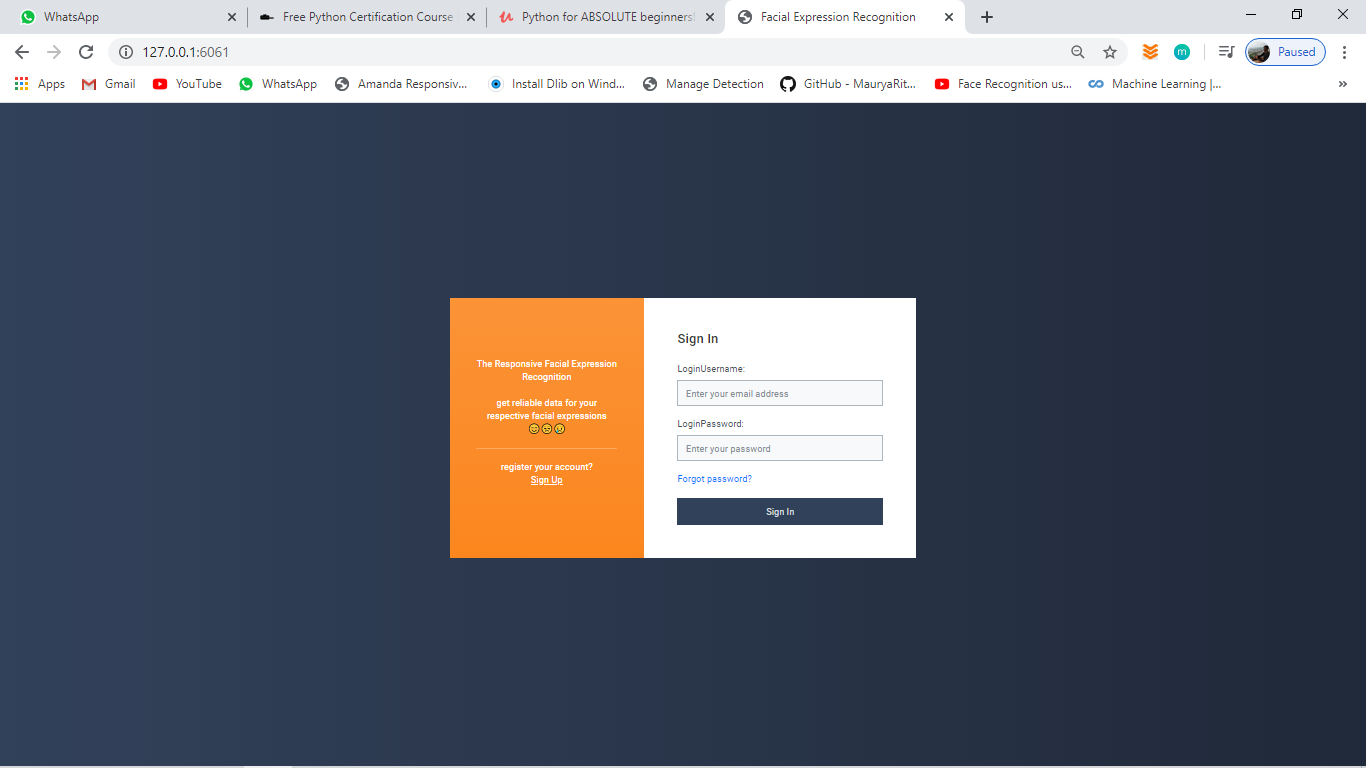 WhatsApp
Free Python Certification Course
Python for ABSOLUTE beginners!
Facial Expression Recognition
127.0.0.1:6061
Paused
Apps
Gmail
YouTube
WhatsApp
Amanda Responsiv...
Install Dlib on Wind...
Manage Detection
GitHub - MauryaRit...
Face Recognition us...
Machine Learning |...
The Responsive Facial Expression
Recognition
get reliable data for your
respective facial expressions
😊😒😥
register your account?
Sign Up
Sign In
LoginUsername:
Enter your email address
LoginPassword:
Enter your password
Forgot password?
Sign In